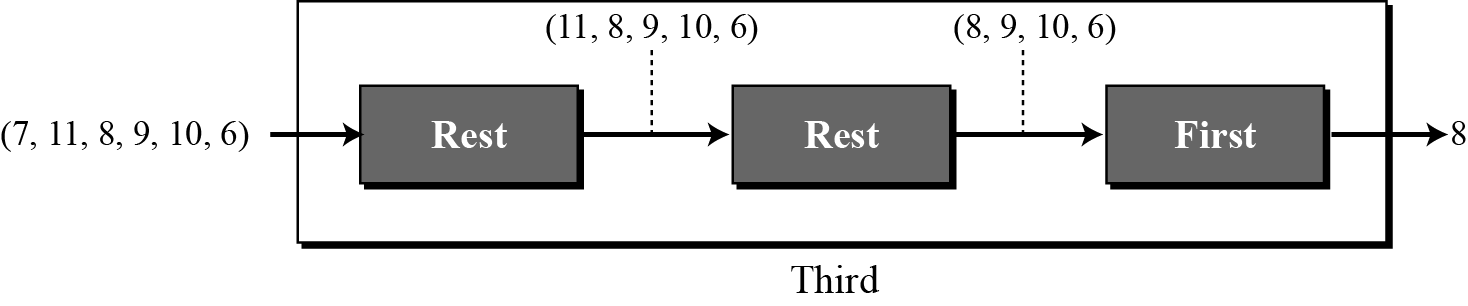 (11, 8, 9, 10, 6)
(8, 9, 10, 6)
(7, 11, 8, 9, 10, 6)
Rest
Rest
First
8
Third